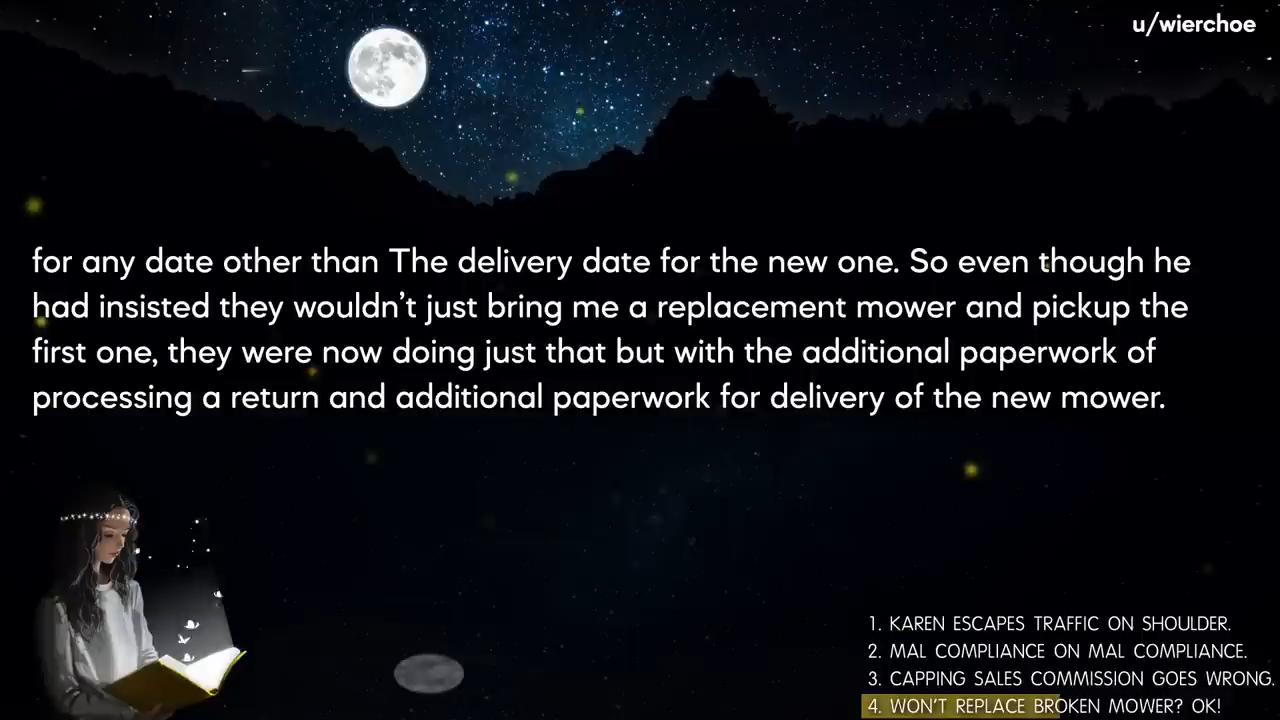 u/wierchoe
for any date other than The delivery date for the new one. So even though he
had insisted they wouldn’t just bring me a replacement mower and pickup the
first one, they were now doing just that but with the additional paperwork of
processing a return and additional paperwork for delivery of the new mower.
1. KAREN ESCAPES TRAFFIC ON SHOULDER.
2. MAL COMPLIANCE ON MAL COMPLIANCE.
3. CAPPING SALES COMMISSION GOES WRONG.
4. WON'T REPLACE BROKEN MOWER? OK!